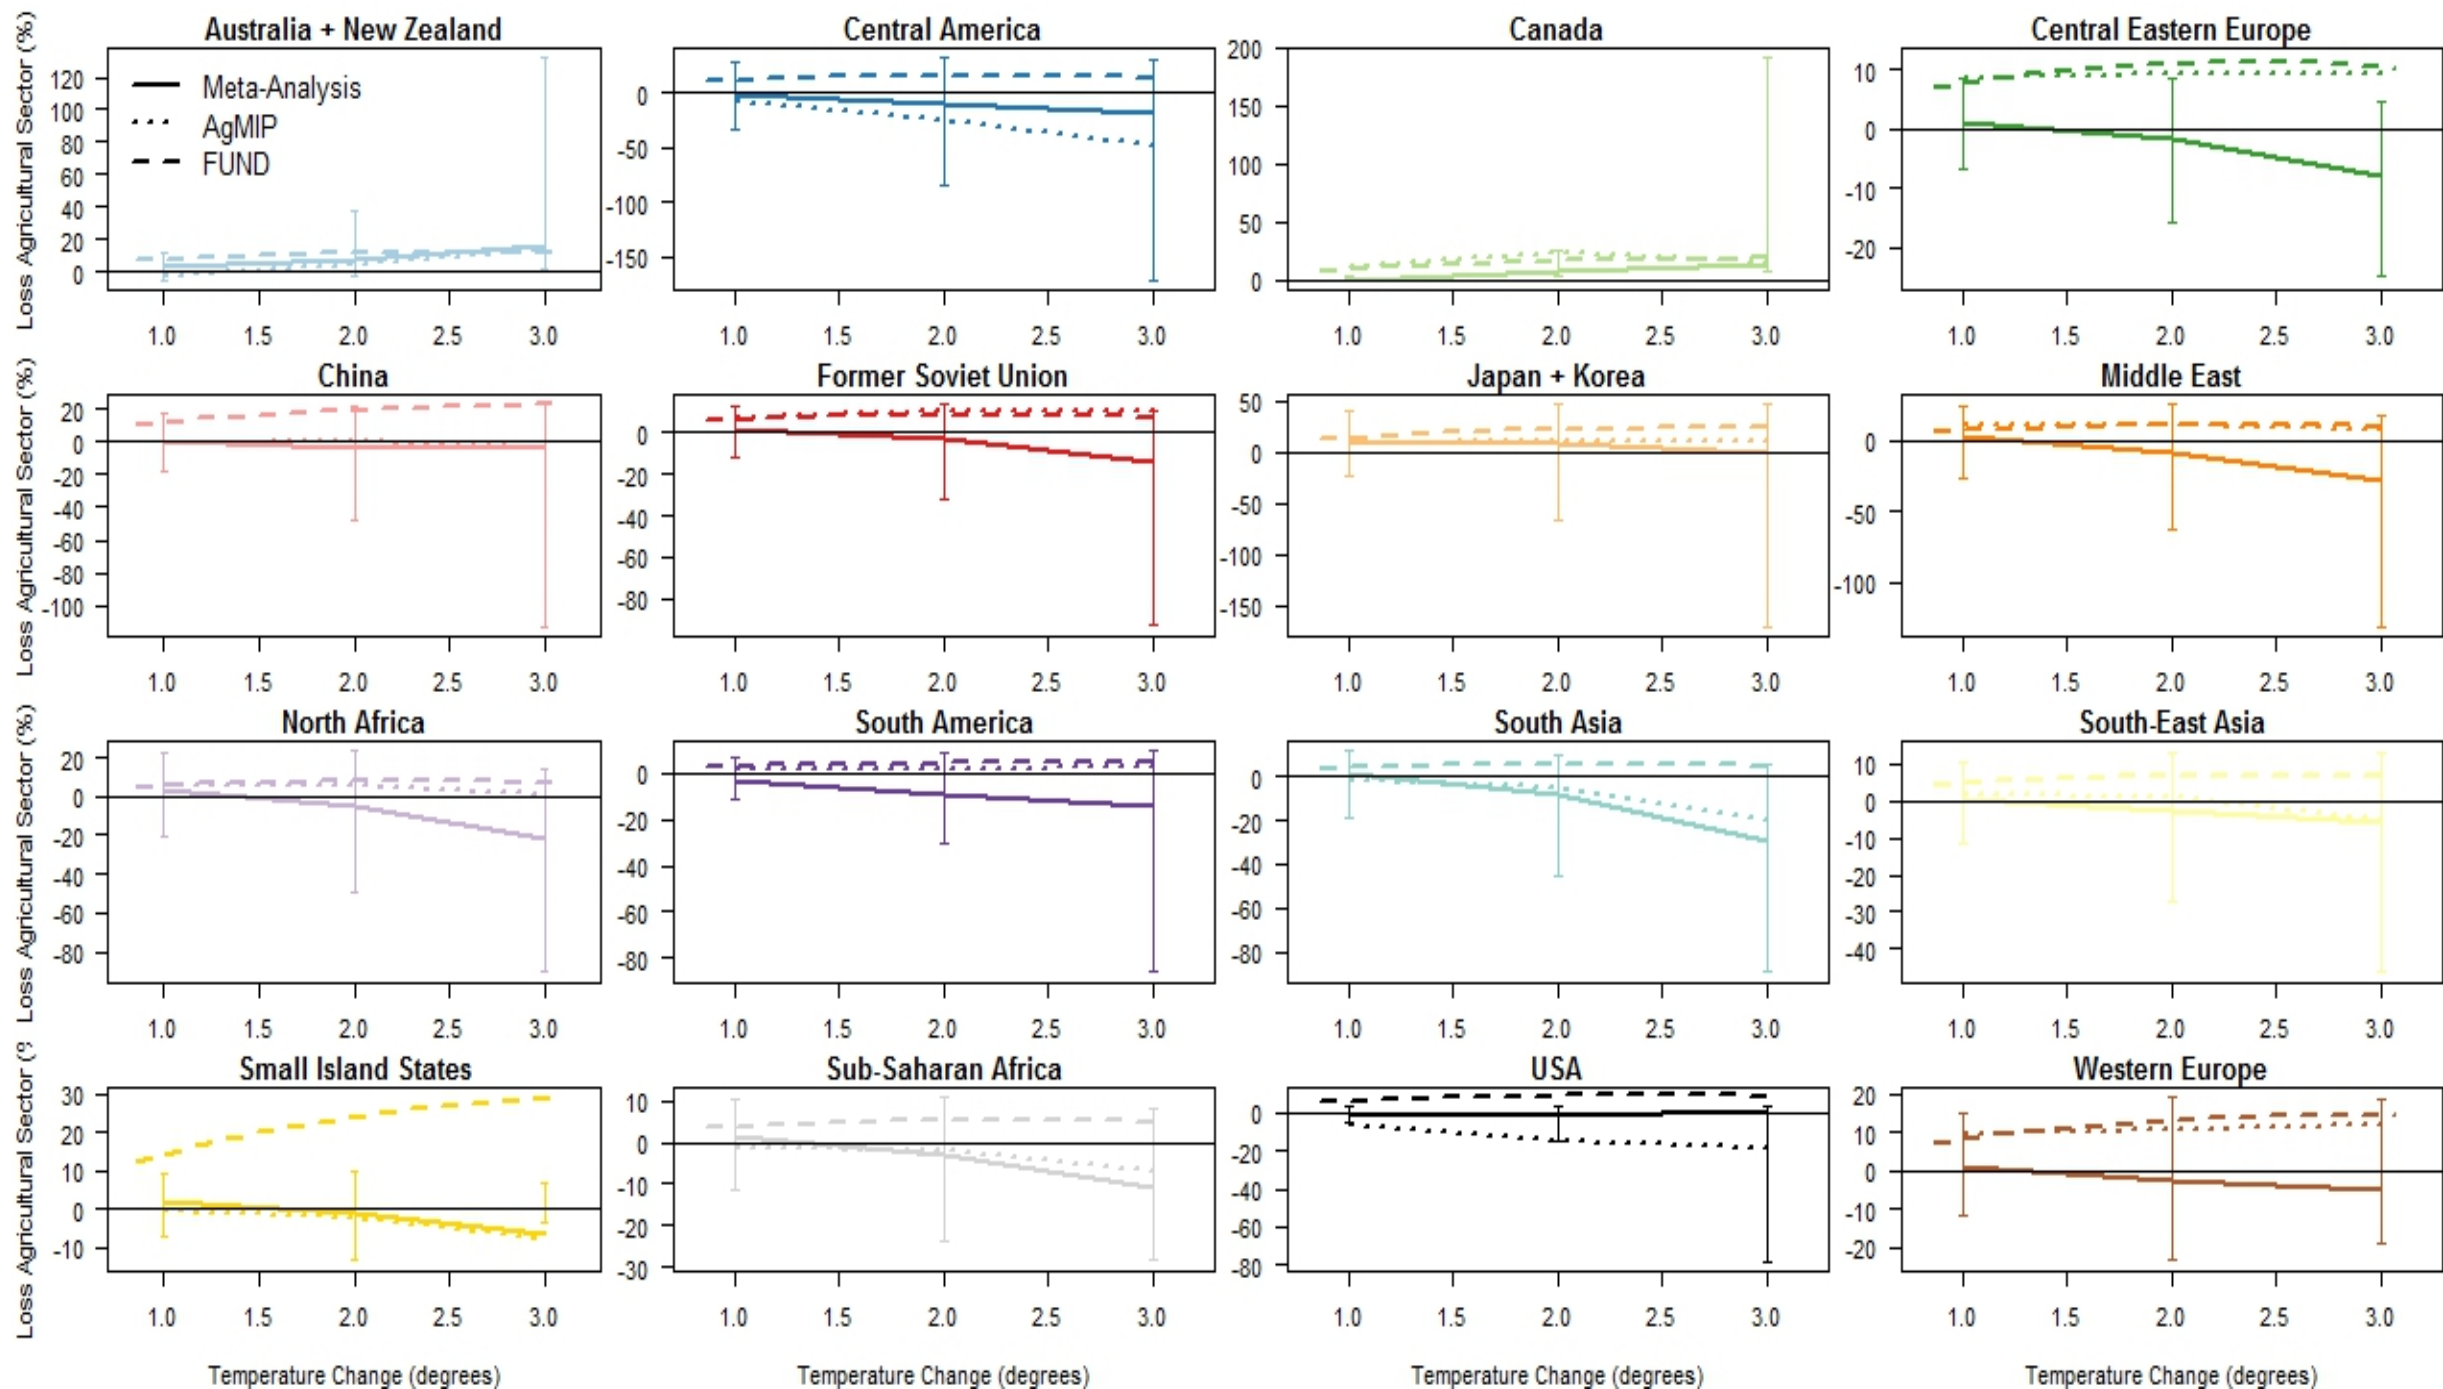 Australia + New Zealand
Central America
Canada
Central Eastern Europe
Loss Agricultural Sector (%)
120
100
80
60
40
20
0
Meta-Analysis
AgMIP
FUND
0
-50
-100
-150
200
150
100
50
0
10
0
-10
-20
1.0 1.5 2.0 2.5 3.0
1.0 1.5 2.0 2.5 3.0
1.0 1.5 2.0 2.5 3.0
1.0 1.5 2.0 2.5 3.0
China
Former Soviet Union
Japan + Korea
Middle East
Loss Agricultural Sector (%)
20
0
-20
-40
-60
-80
-100
0
-20
-40
-60
-80
50
0
-50
-100
-150
0
-50
-100
1.0 1.5 2.0 2.5 3.0
1.0 1.5 2.0 2.5 3.0
1.0 1.5 2.0 2.5 3.0
1.0 1.5 2.0 2.5 3.0
North Africa
South America
South Asia
South-East Asia
Loss Agricultural Sector (%)
20
0
-20
-40
-60
-80
0
-20
-40
-60
-80
0
-20
-40
-60
-80
10
0
-10
-20
-30
-40
1.0 1.5 2.0 2.5 3.0
1.0 1.5 2.0 2.5 3.0
1.0 1.5 2.0 2.5 3.0
1.0 1.5 2.0 2.5 3.0
Small Island States
Sub-Saharan Africa
USA
Western Europe
Loss Agricultural Sector (
30
20
10
0
-10
10
0
-10
-20
-30
0
-20
-40
-60
-80
20
10
0
-10
-20
1.0 1.5 2.0 2.5 3.0
1.0 1.5 2.0 2.5 3.0
1.0 1.5 2.0 2.5 3.0
1.0 1.5 2.0 2.5 3.0
Temperature Change (degrees)
Temperature Change (degrees)
Temperature Change (degrees)
Temperature Change (degrees)